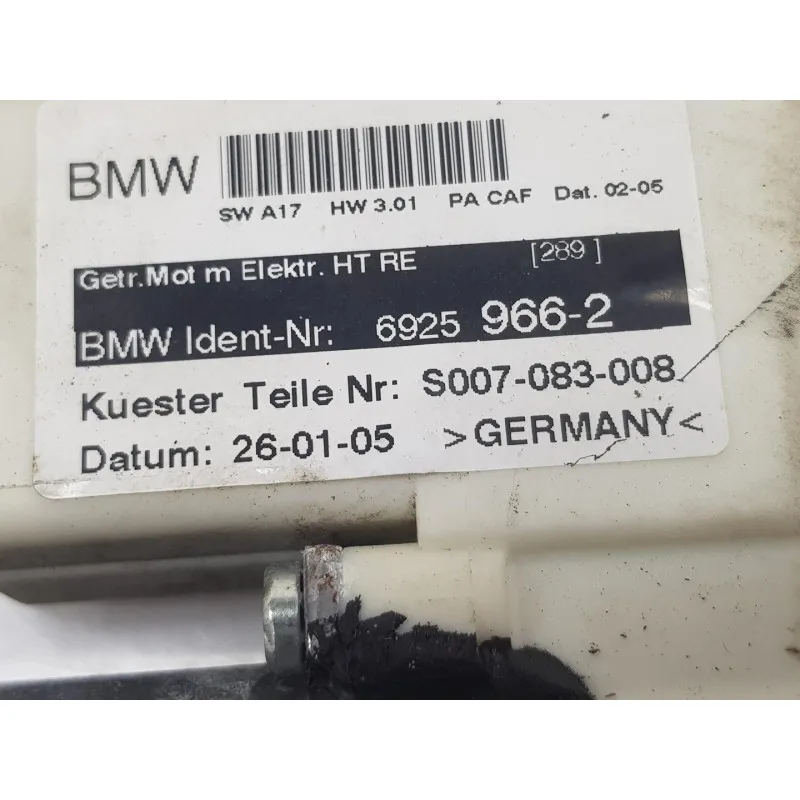 BMW
SW A17 HW 3.01 PA CAF Dat. 02-05
Getr.Mot m Elektr. HT RE [289 ]
BMW Ident-Nr: 6925 966-2
Kuester Teile Nr: S007-083-008
Datum: 26-01-05 >GERMANY<